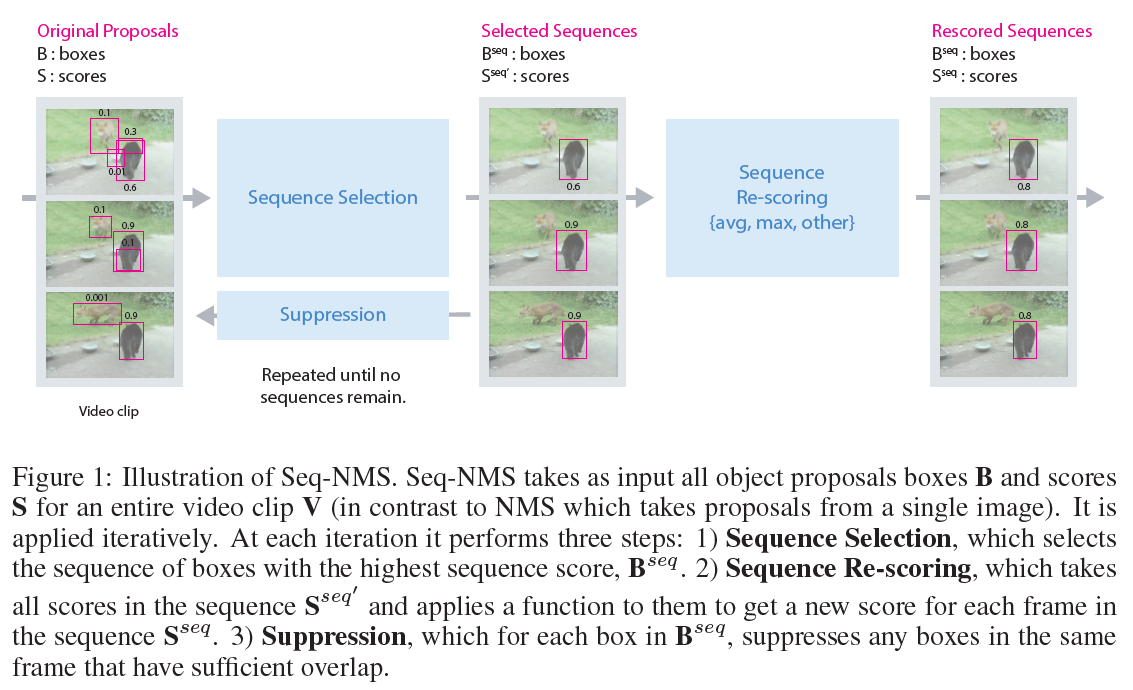 Original Proposals
B : boxes
S : scores
Selected Sequences
Bseq : boxes
Sseq′ : scores
Rescored Sequences
Bseq : boxes
Sseq : scores
0.1
0.3
0.01
0.6
0.1
0.9
0.1
0.001
0.9
Video clip
Sequence Selection
Suppression
Repeated until no
sequences remain.
0.6
0.9
0.9
Sequence
Re-scoring
{avg, max, other}
0.8
0.8
0.8
Figure 1: Illustration of Seq-NMS. Seq-NMS takes as input all object proposals boxes B and scores
S for an entire video clip V (in contrast to NMS which takes proposals from a single image). It is
applied iteratively. At each iteration it performs three steps: 1) Sequence Selection, which selects
the sequence of boxes with the highest sequence score, Bseq. 2) Sequence Re-scoring, which takes
all scores in the sequence Sseq′ and applies a function to them to get a new score for each frame in
the sequence Sseq. 3) Suppression, which for each box in Bseq, suppresses any boxes in the same
frame that have sufficient overlap.